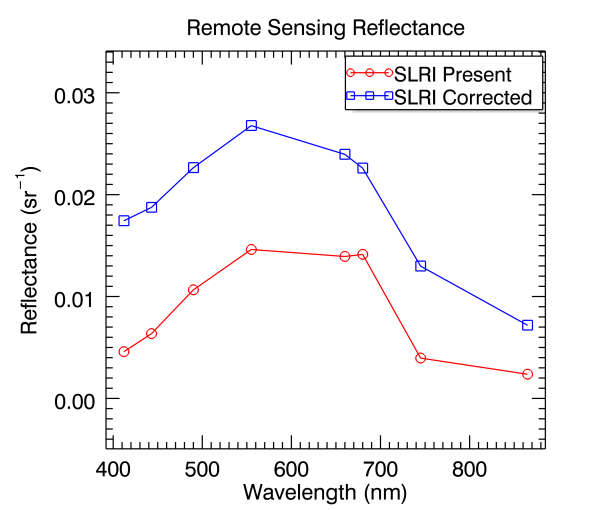 Remote Sensing Reflectance
SLRI Present
SLRI Corrected
0.03
0.02
0.01
0.00
Reflectance (sr⁻¹)
400 500 600 700 800
Wavelength (nm)